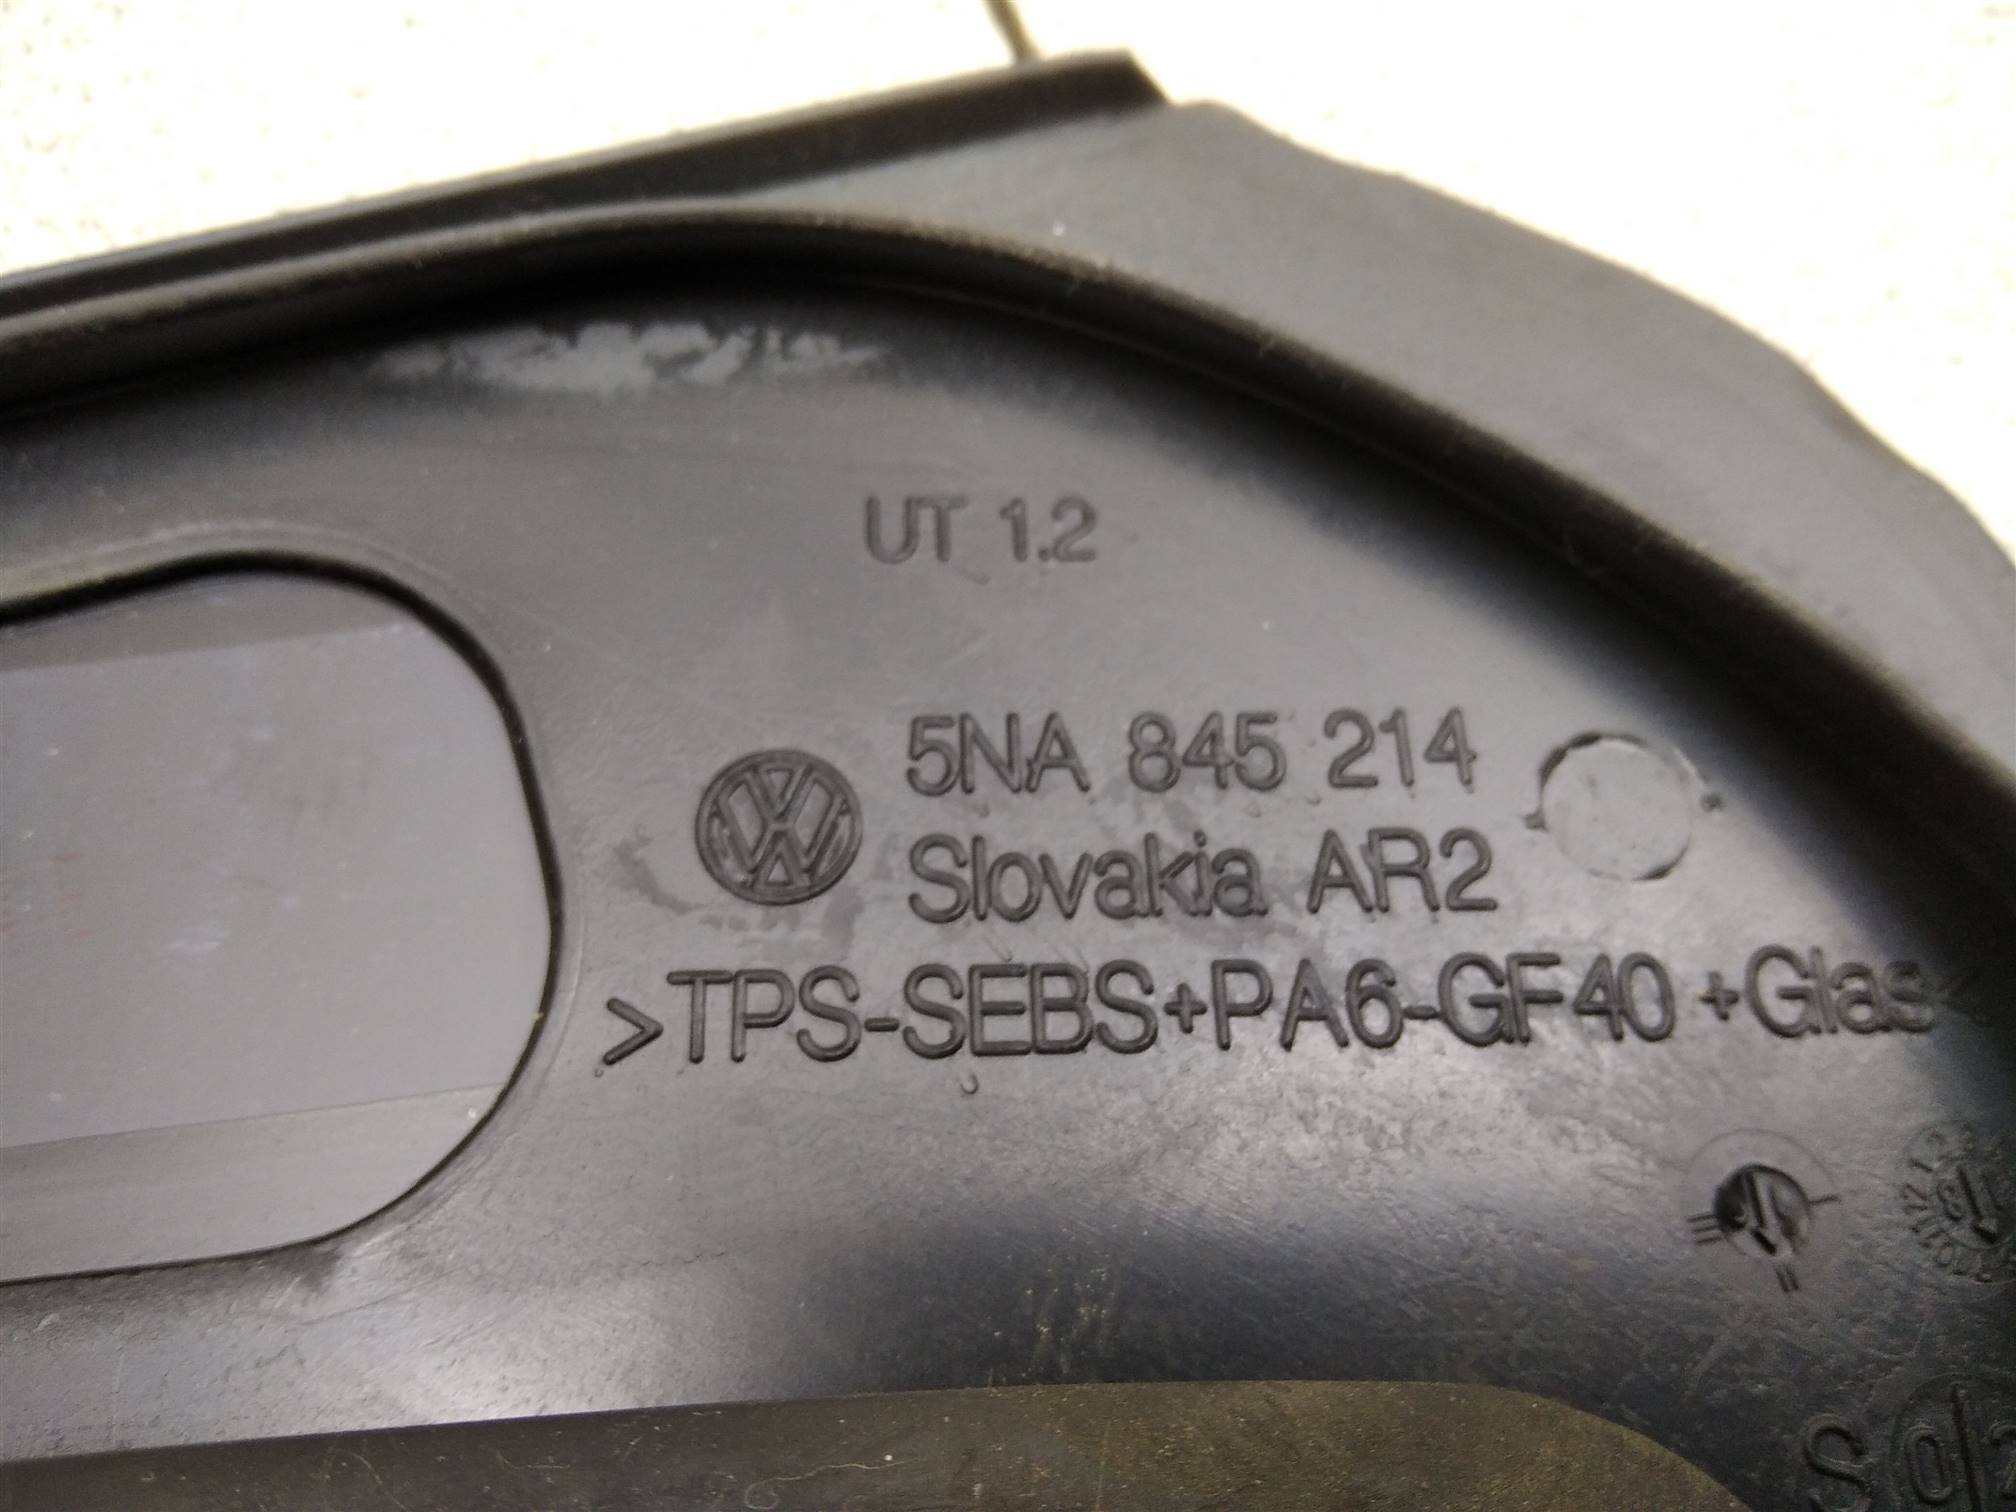 UT 1.2
5NA 845 214
Slovakia AR2
>TPS-SEBS+PA6-GF40 +Glas
S